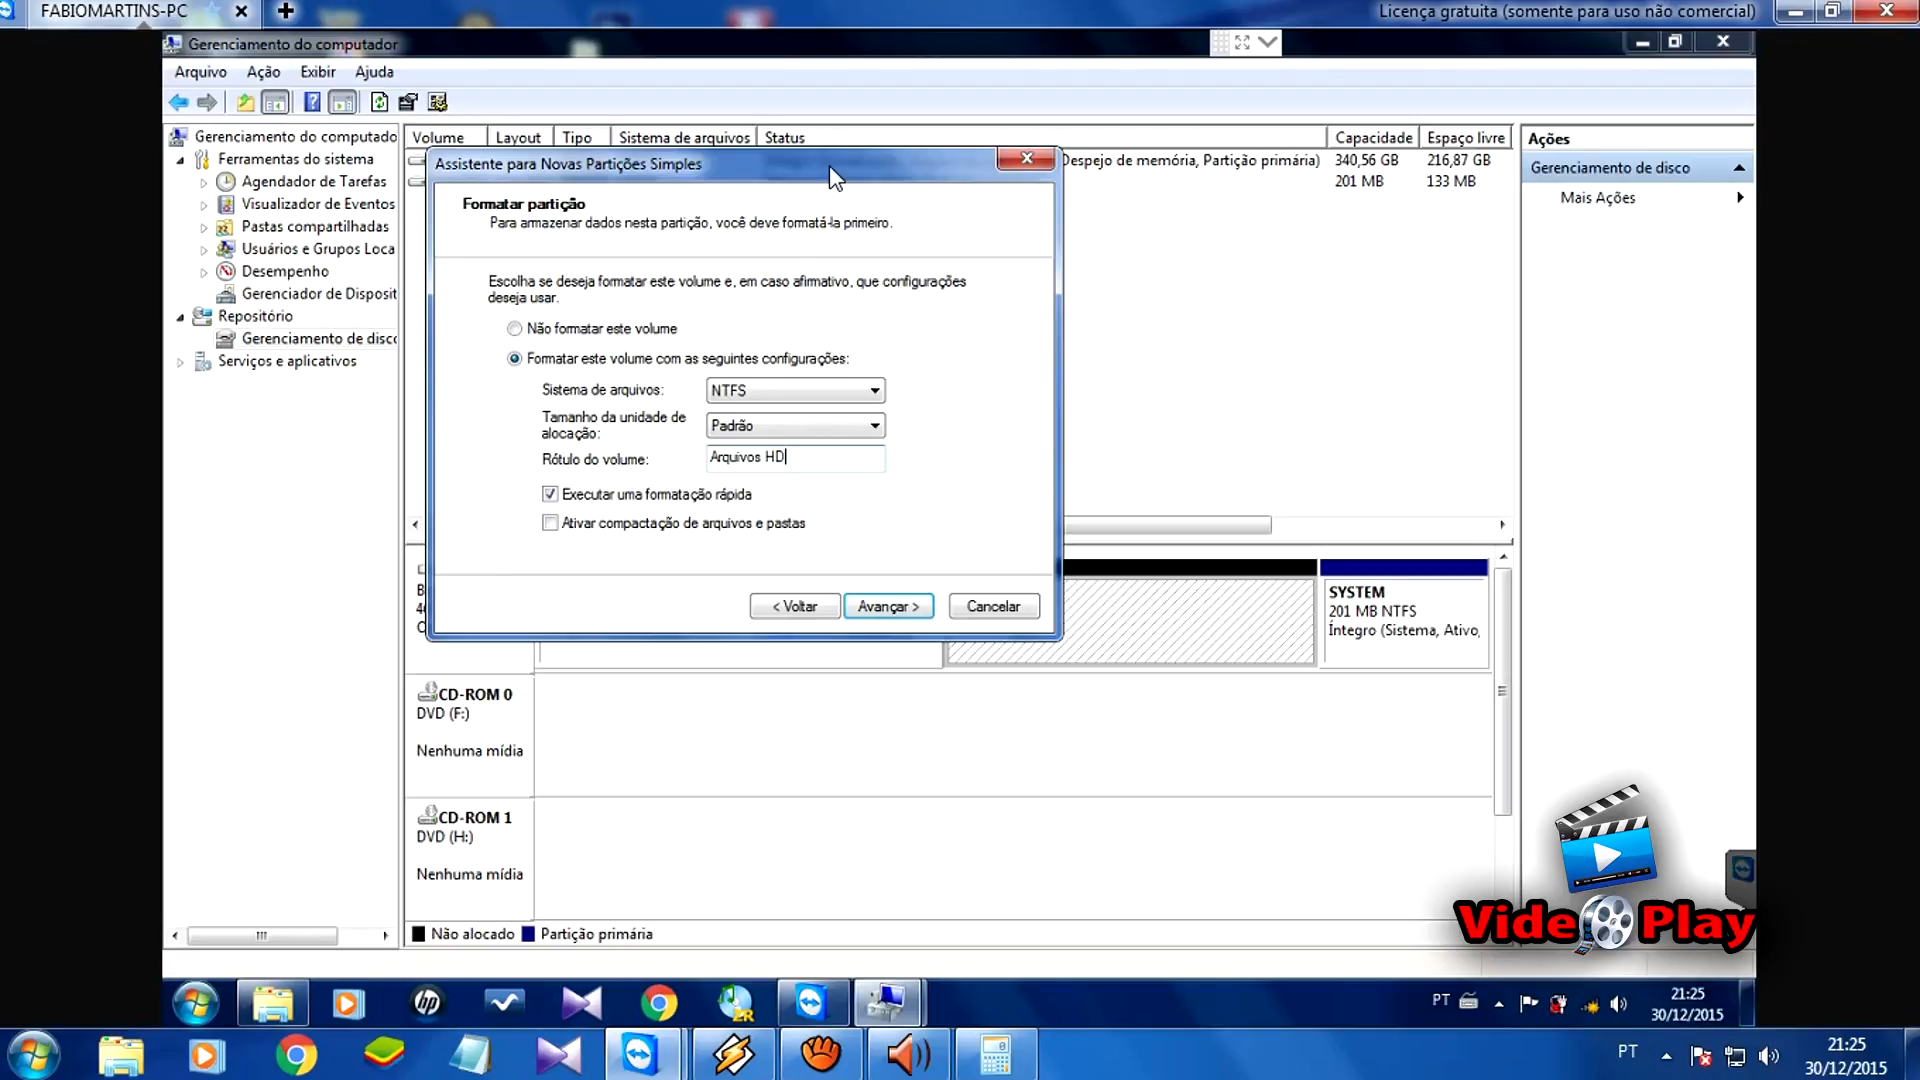 FABIOMARTINS-PC
Licença gratuita (somente para uso não comercial)
Gerenciamento do computador
Arquivo Ação Exibir Ajuda
Gerenciamento do computado
Ferramentas do sistema
Agendador de Tarefas
Visualizador de Eventos
Pastas compartilhadas
Usuários e Grupos Loca
Desempenho
Gerenciador de Disposit
Repositório
Gerenciamento de disco
Serviços e aplicativos
Volume Layout Tipo Sistema de arquivos Status Capacidade Espaço livre
Despejo de memória, Partição primária) 340,56 GB 216,87 GB
201 MB 133 MB
Ações
Gerenciamento de disco
Mais Ações
Assistente para Novas Partições Simples
Formatar partição
Para armazenar dados nesta partição, você deve formatá-la primeiro.
Escolha se deseja formatar este volume e, em caso afirmativo, que configurações
deseja usar.
Não formatar este volume
Formatar este volume com as seguintes configurações:
Sistema de arquivos: NTFS
Tamanho da unidade de
alocação: Padrão
Rótulo do volume: Arquivos HD
Executar uma formatação rápida
Ativar compactação de arquivos e pastas
< Voltar Avançar > Cancelar
SYSTEM
201 MB NTFS
Íntegro (Sistema, Ativo,
CD-ROM 0
DVD (F:)
Nenhuma mídia
CD-ROM 1
DVD (H:)
Nenhuma mídia
Não alocado Partição primária
Vide Play
hp
2R
PT 21:25
30/12/2015
PT 21:25
30/12/2015